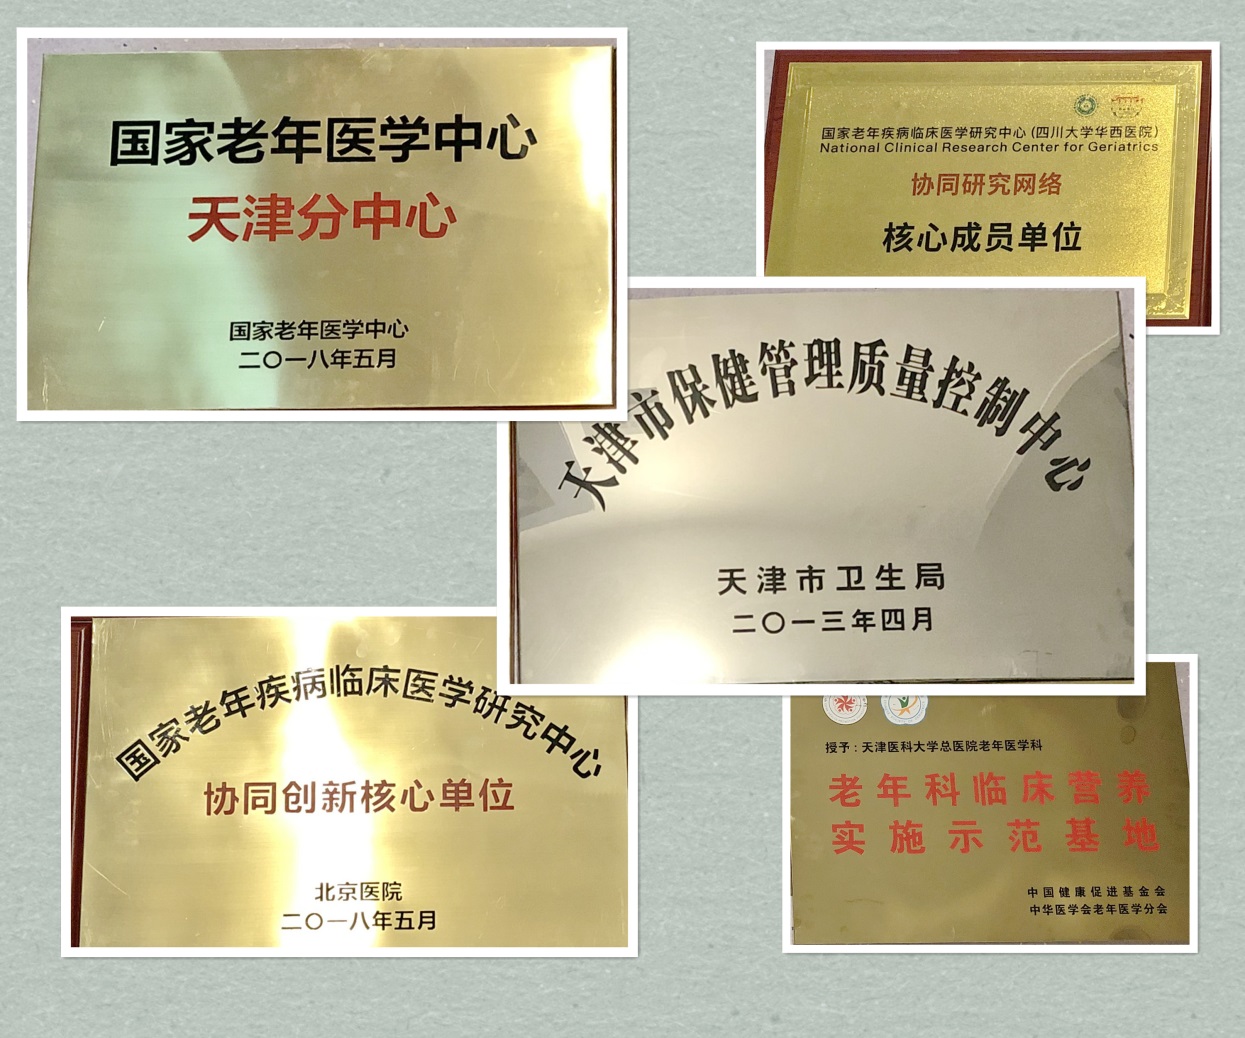 国家老年医学中心
天津分中心
国家老年医学中心
二〇一八年五月
国家老年疾病临床医学研究中心(四川大学华西医院)
National Clinical Research Center for Geriatrics
协同研究网络
核心成员单位
天津市保健管理质量控制中心
天津市卫生局
二〇一三年四月
国家老年疾病临床医学研究中心
协同创新核心单位
北京医院
二〇一八年五月
授予:天津医科大学总医院老年医学科
老年科临床营养
实施示范基地
中国健康促进基金会
中华医学会老年医学分会